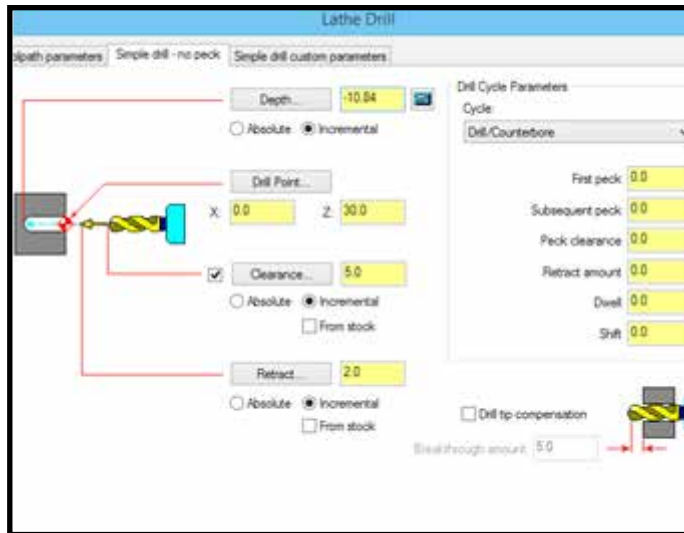 Lathe Drill
olpath parameters Simple drill - no peck Simple drill custom parameters
Depth... -10.84
Absolute Incremental
Drill Point...
X: 0.0 Z: 30.0
Clearance... 5.0
Absolute Incremental
From stock
Retract... 2.0
Absolute Incremental
From stock
Drill Cycle Parameters
Cycle
Drill/Counterbore
First peck 0.0
Subsequent peck 0.0
Peck clearance 0.0
Retract amount 0.0
Dwell 0.0
Shift 0.0
Drill tip compensation
Breakthrough amount 5.0